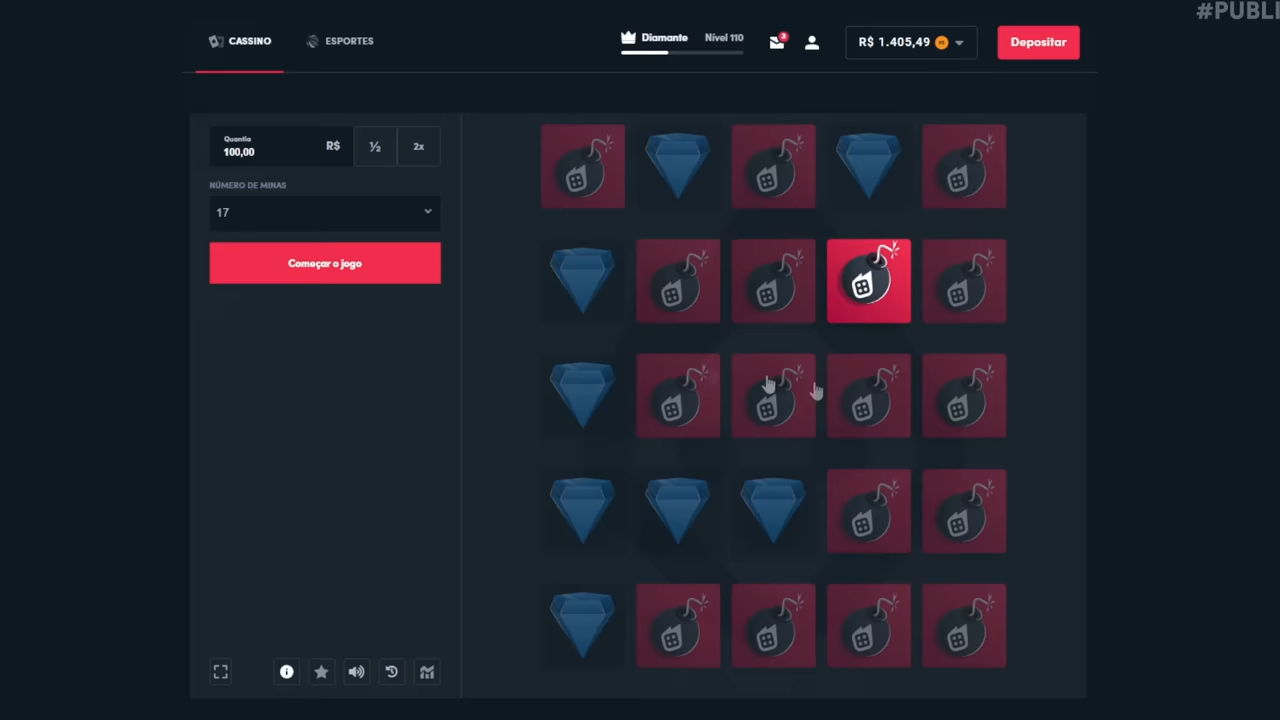 #PUBLI
CASSINO
ESPORTES
Diamante
Nível 110
3
R$ 1.405,49
R$
Depositar
Quantia
100,00
R$
½
2x
NÚMERO DE MINAS
17
Começar o jogo